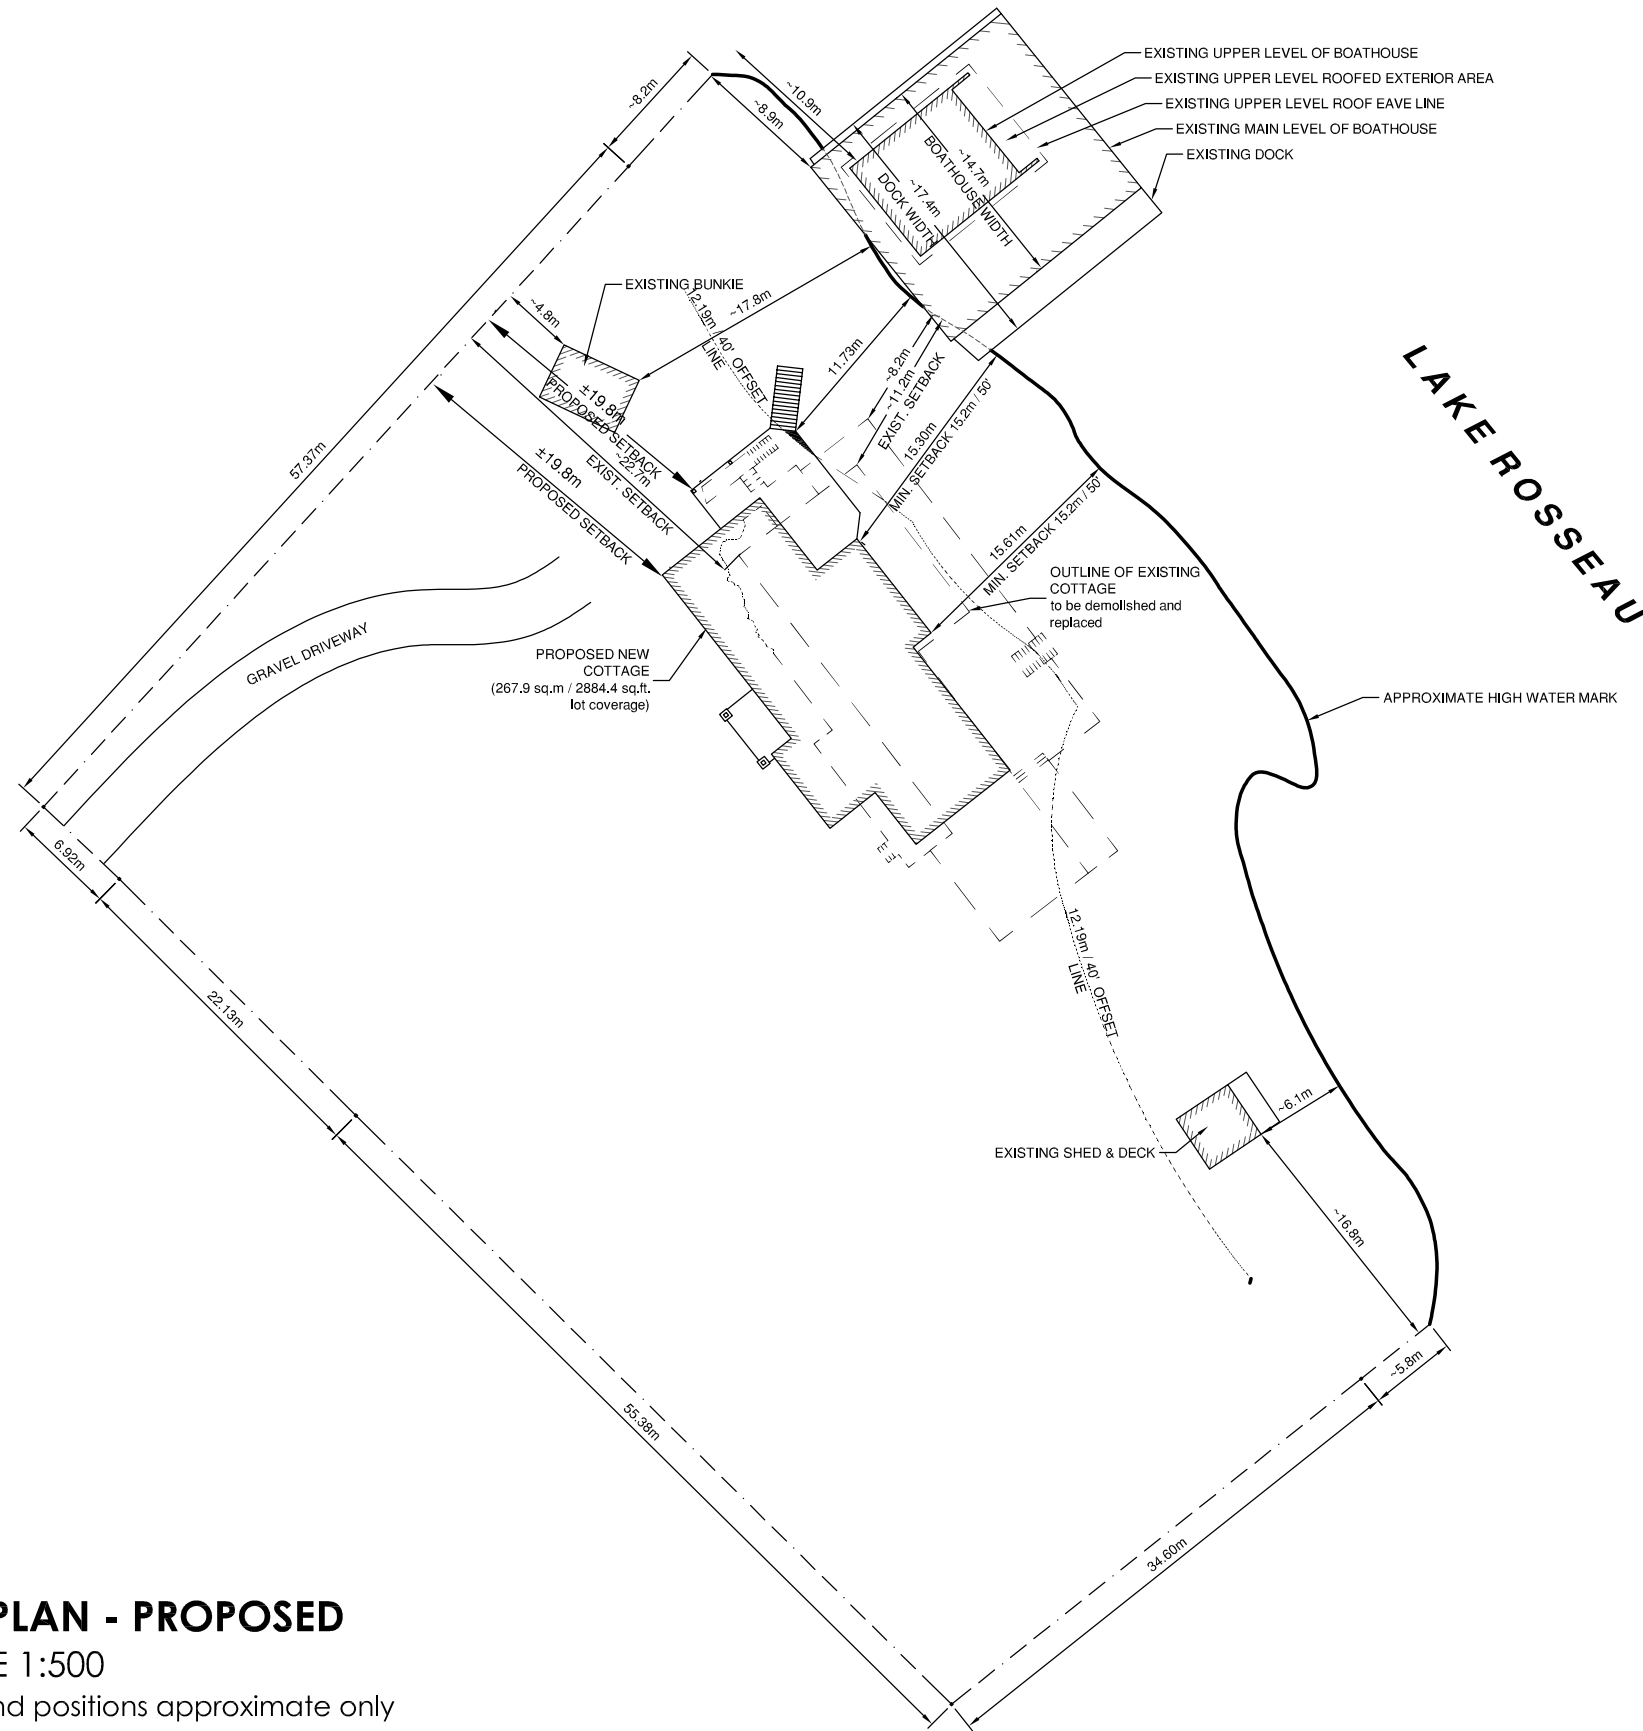 EXISTING UPPER LEVEL OF BOATHOUSE
EXISTING UPPER LEVEL ROOFED EXTERIOR AREA
EXISTING UPPER LEVEL ROOF EAVE LINE
EXISTING MAIN LEVEL OF BOATHOUSE
EXISTING DOCK
~8.2m
~10.9m
~8.9m
~14.7m
BOATHOUSE WIDTH
~17.4m
DOCK WIDTH
EXISTING BUNKIE
~4.8m
~17.8m
12.19m / 40' OFFSET
LINE
11.73m
~8.2m
~11.2m
EXIST. SETBACK
15.30m
MIN. SETBACK 15.2m / 50'
15.61m
MIN. SETBACK 15.2m / 50'
LAKE ROSSEAU
57.37m
±19.8m
PROPOSED SETBACK
~22.7m
EXIST. SETBACK
±19.8m
PROPOSED SETBACK
OUTLINE OF EXISTING
COTTAGE
to be demolished and
replaced
GRAVEL DRIVEWAY
PROPOSED NEW
COTTAGE
(267.9 sq.m / 2884.4 sq.ft.
lot coverage)
APPROXIMATE HIGH WATER MARK
6.92m
22.13m
12.19m / 40' OFFSET
LINE
~6.1m
EXISTING SHED & DECK
~16.8m
~5.8m
55.38m
34.60m
PLAN - PROPOSED
E 1:500
nd positions approximate only